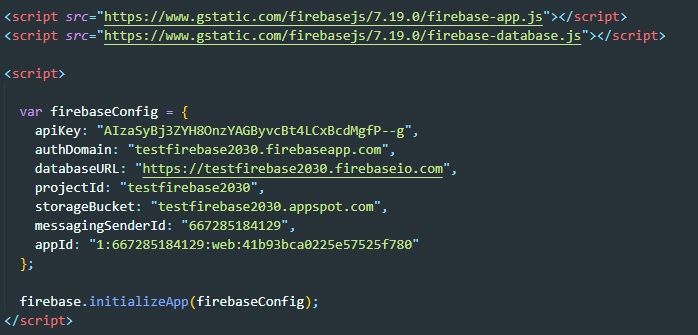 <script src="https://www.gstatic.com/firebasejs/7.19.0/firebase-app.js"></script>
<script src="https://www.gstatic.com/firebasejs/7.19.0/firebase-database.js"></script>
<script>
var firebaseConfig = {
apiKey: "AIzaSyBj3ZYH8OnzYAGByvcBt4LCxBcdMgfP--g",
authDomain: "testfirebase2030.firebaseapp.com",
databaseURL: "https://testfirebase2030.firebaseio.com",
projectId: "testfirebase2030",
storageBucket: "testfirebase2030.appspot.com",
messagingSenderId: "667285184129",
appId: "1:667285184129:web:41b93bca0225e57525f780"
};
firebase.initializeApp(firebaseConfig);
</script>